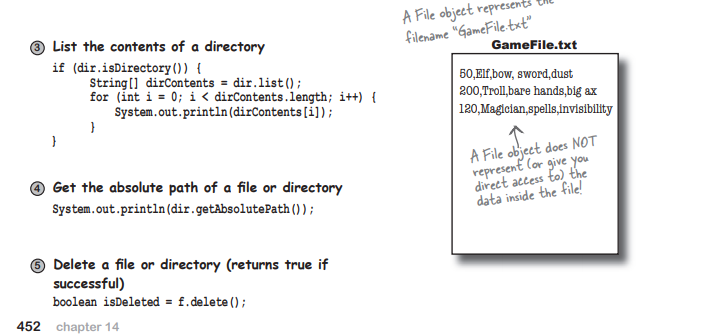 ③ List the contents of a directory
if (dir.isDirectory()) {
String[] dirContents = dir.list();
for (int i = 0; i < dirContents.length; i++) {
System.out.println(dirContents[i]);
}
}
④ Get the absolute path of a file or directory
System.out.println(dir.getAbsolutePath());
⑤ Delete a file or directory (returns true if
successful)
boolean isDeleted = f.delete();
A File object represents the
filename "GameFile.txt"
GameFile.txt
50,Elf,bow, sword,dust
200,Troll,bare hands,big ax
120,Magician,spells,invisibility
A File object does NOT
represent (or give you
direct access to) the
data inside the file!
452 chapter 14